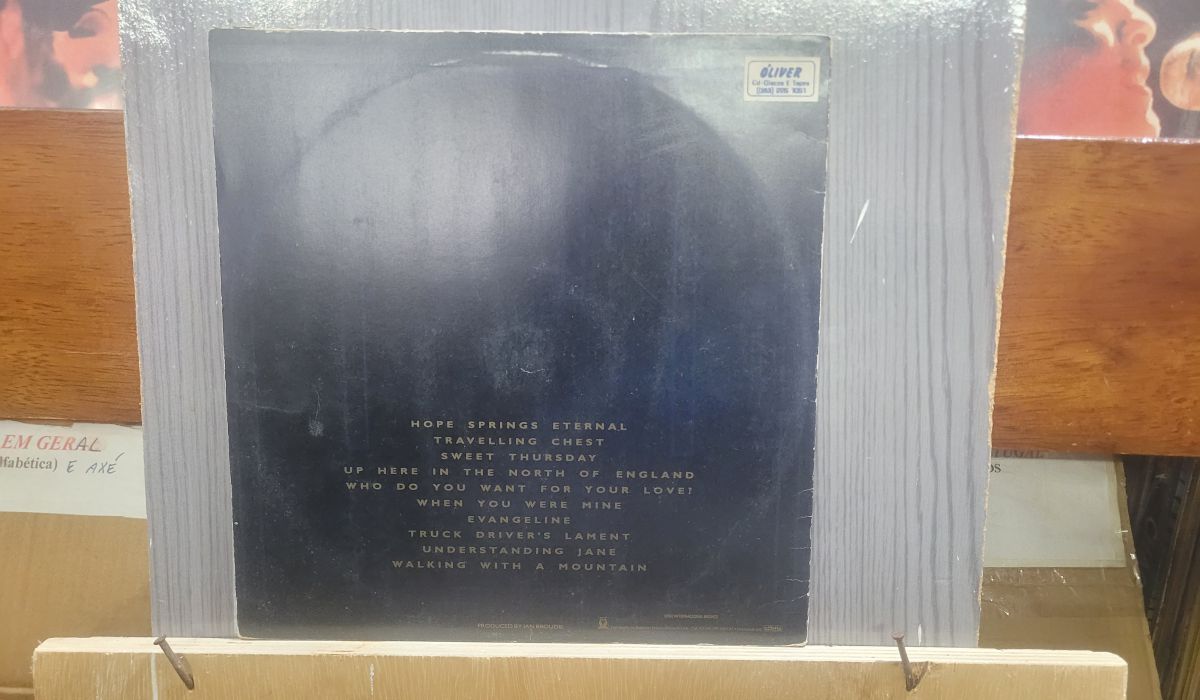 OLIVER
HOPE SPRINGS ETERNAL
TRAVELLING CHEST
SWEET THURSDAY
UP HERE IN THE NORTH OF ENGLAND
WHO DO YOU WANT FOR YOUR LOVE?
WHEN YOU WERE MINE
EVANGELINE
TRUCK DRIVER'S LAMENT
UNDERSTANDING JANE
WALKING WITH A MOUNTAIN
PRODUCED BY IAN BROUDIE
EM GERAL
E AXÉ